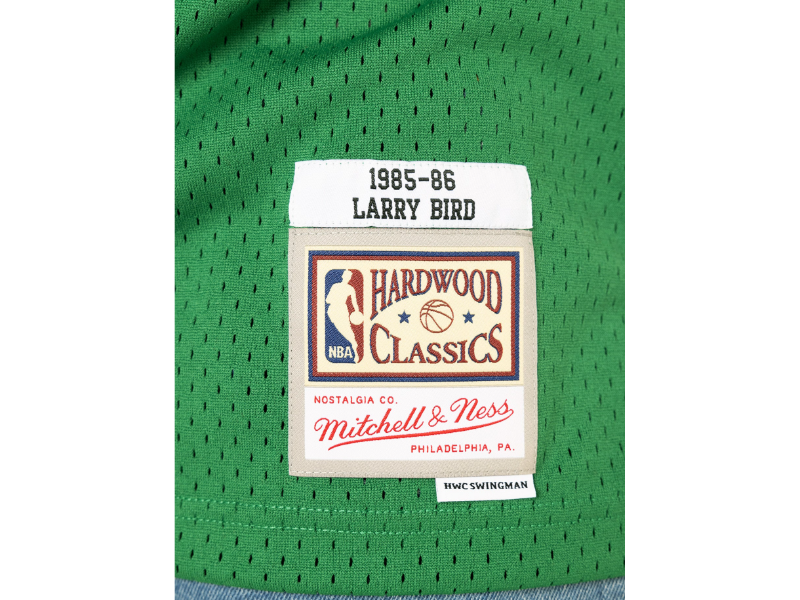 1985-86
LARRY BIRD
HARDWOOD
CLASSICS
NBA
NOSTALGIA CO.
Mitchell & Ness
PHILADELPHIA, PA.
HWC SWINGMAN